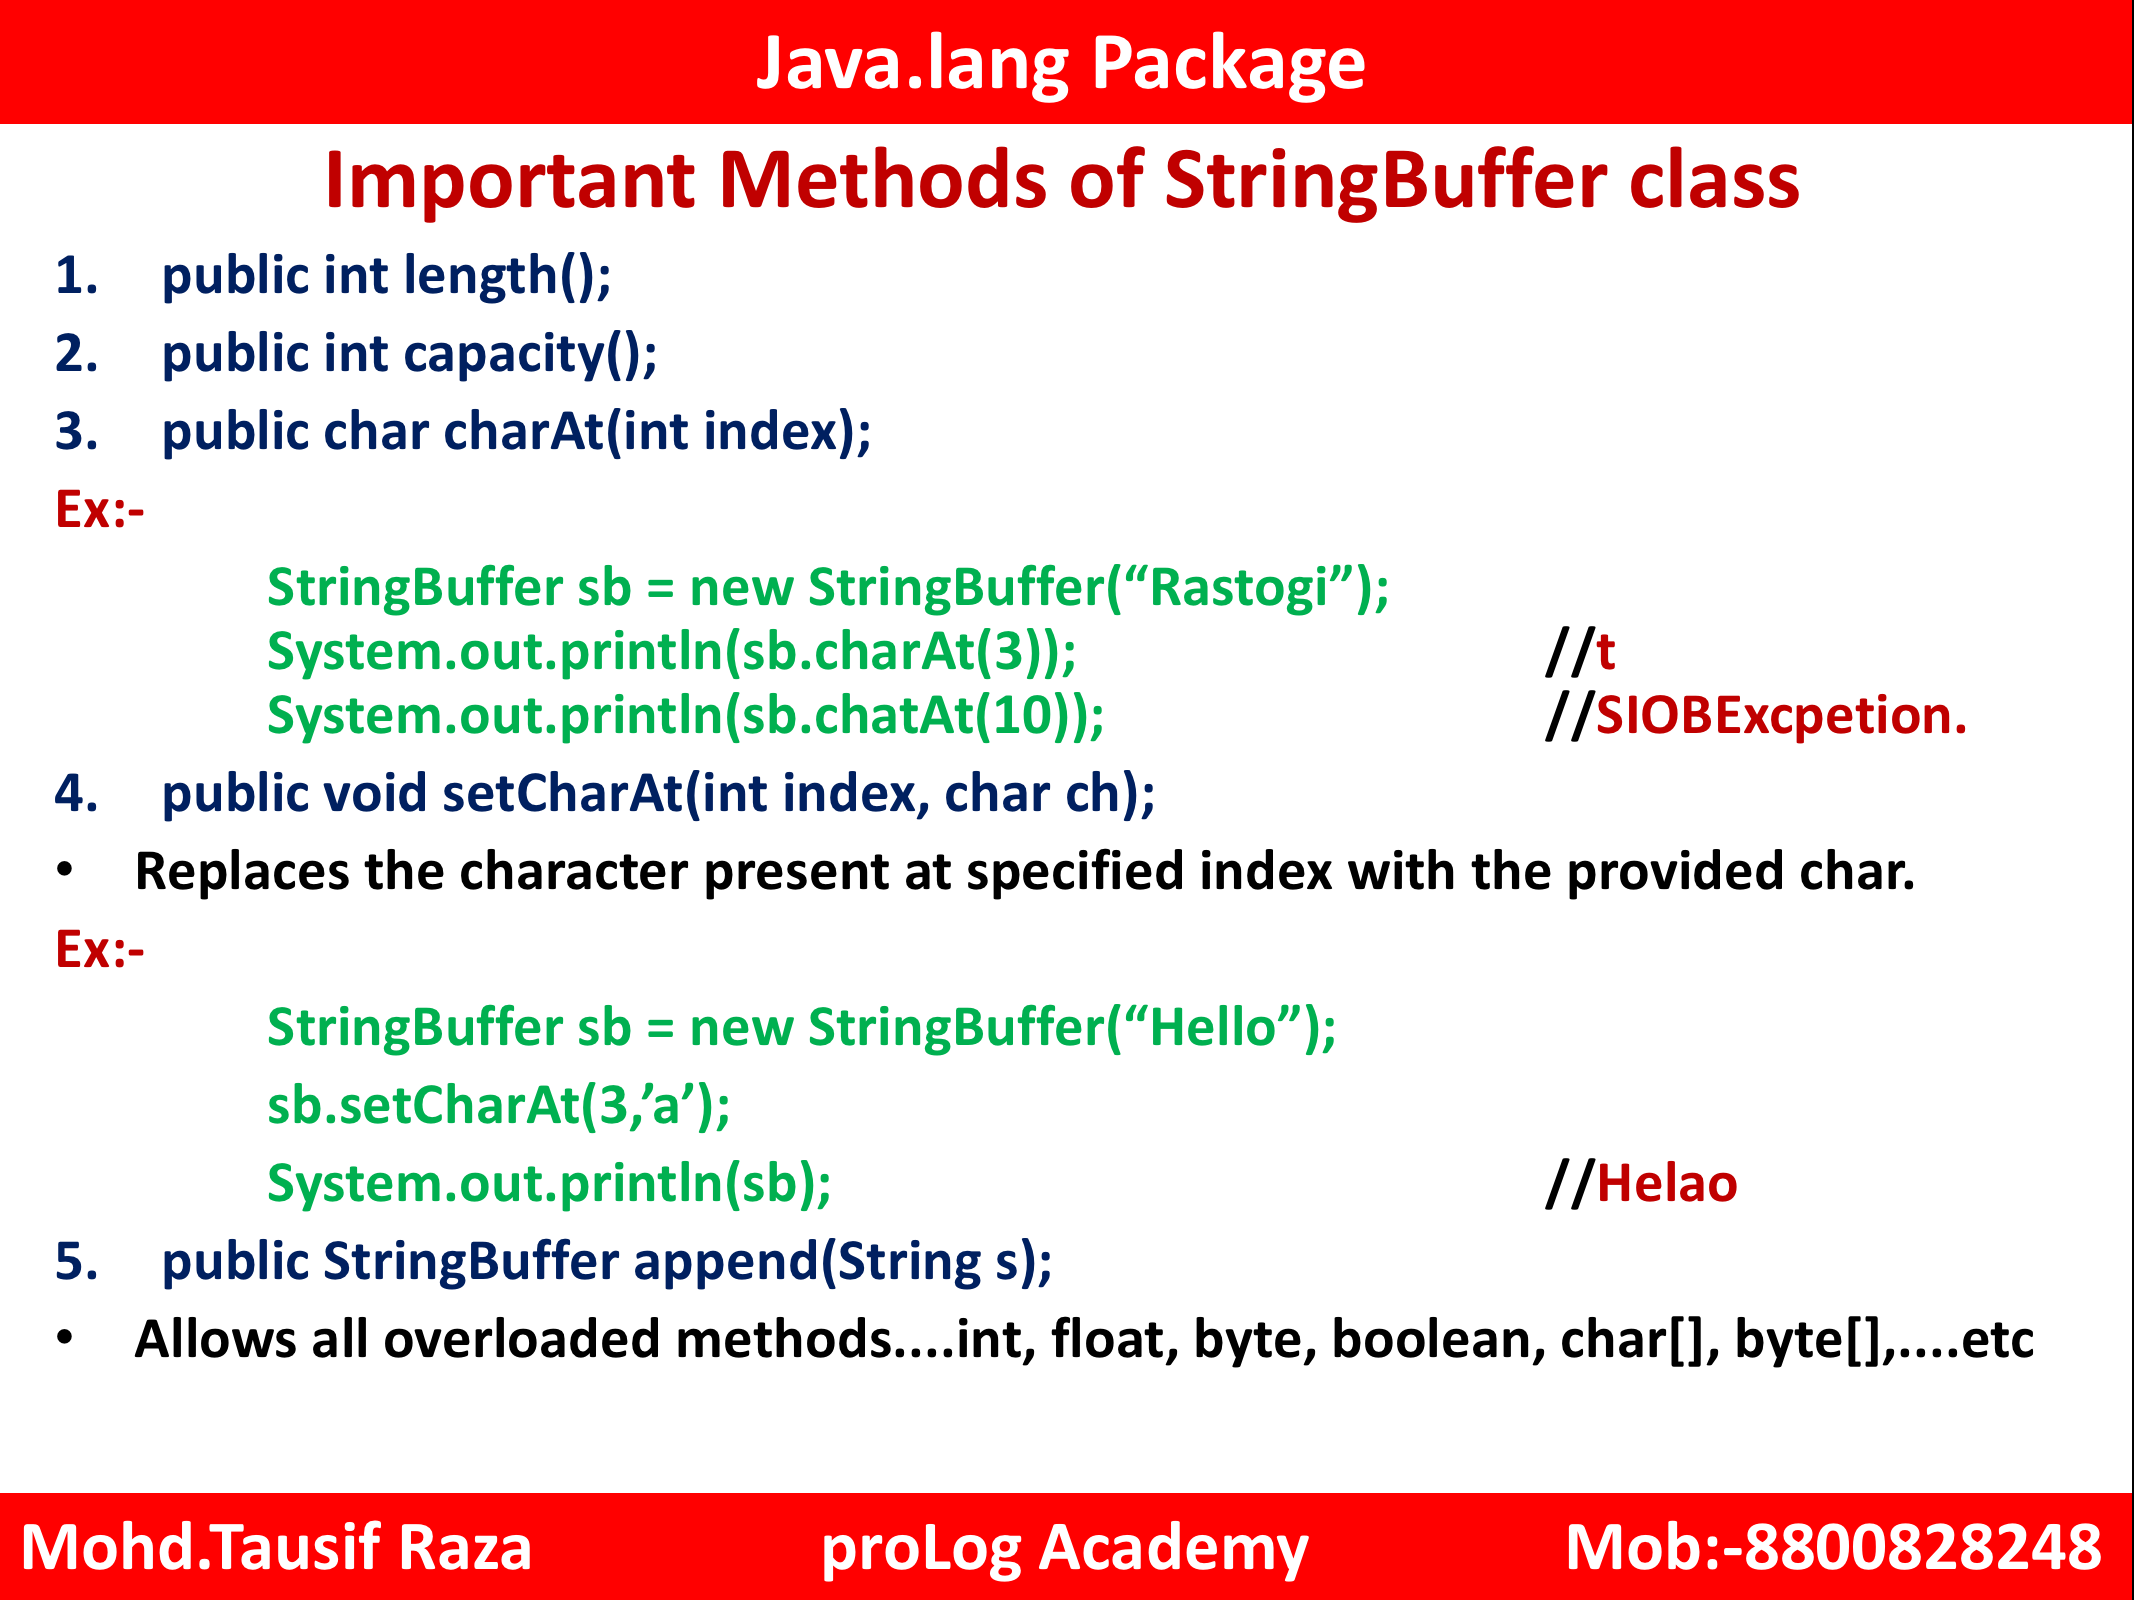 Java.lang Package
Important Methods of StringBuffer class
1. public int length();
2. public int capacity();
3. public char charAt(int index);
Ex:-
StringBuffer sb = new StringBuffer(“Rastogi”);
System.out.println(sb.charAt(3)); //t
System.out.println(sb.chatAt(10)); //SIOBExcpetion.
4. public void setCharAt(int index, char ch);
• Replaces the character present at specified index with the provided char.
Ex:-
StringBuffer sb = new StringBuffer(“Hello”);
sb.setCharAt(3,’a’);
System.out.println(sb); //Helao
5. public StringBuffer append(String s);
• Allows all overloaded methods....int, float, byte, boolean, char[], byte[],....etc
Mohd.Tausif Raza proLog Academy Mob:-8800828248